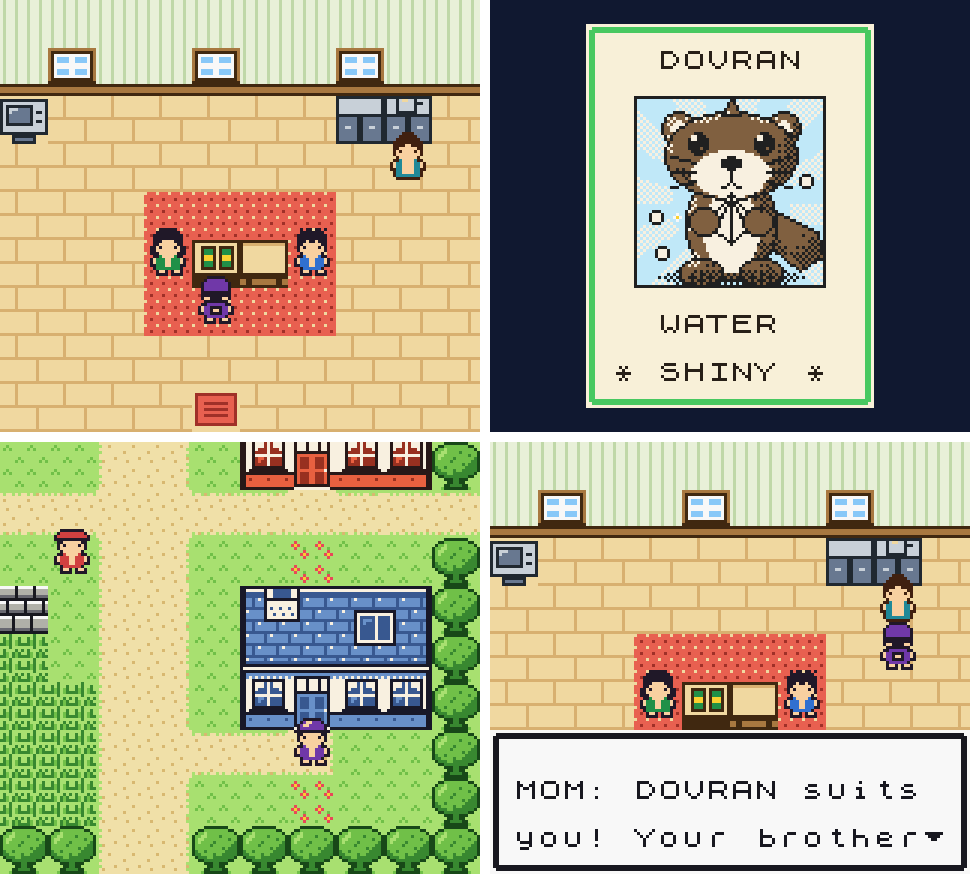 DOVRAN
WATER
* SHINY *
MOM: DOVRAN suits
you! Your brother